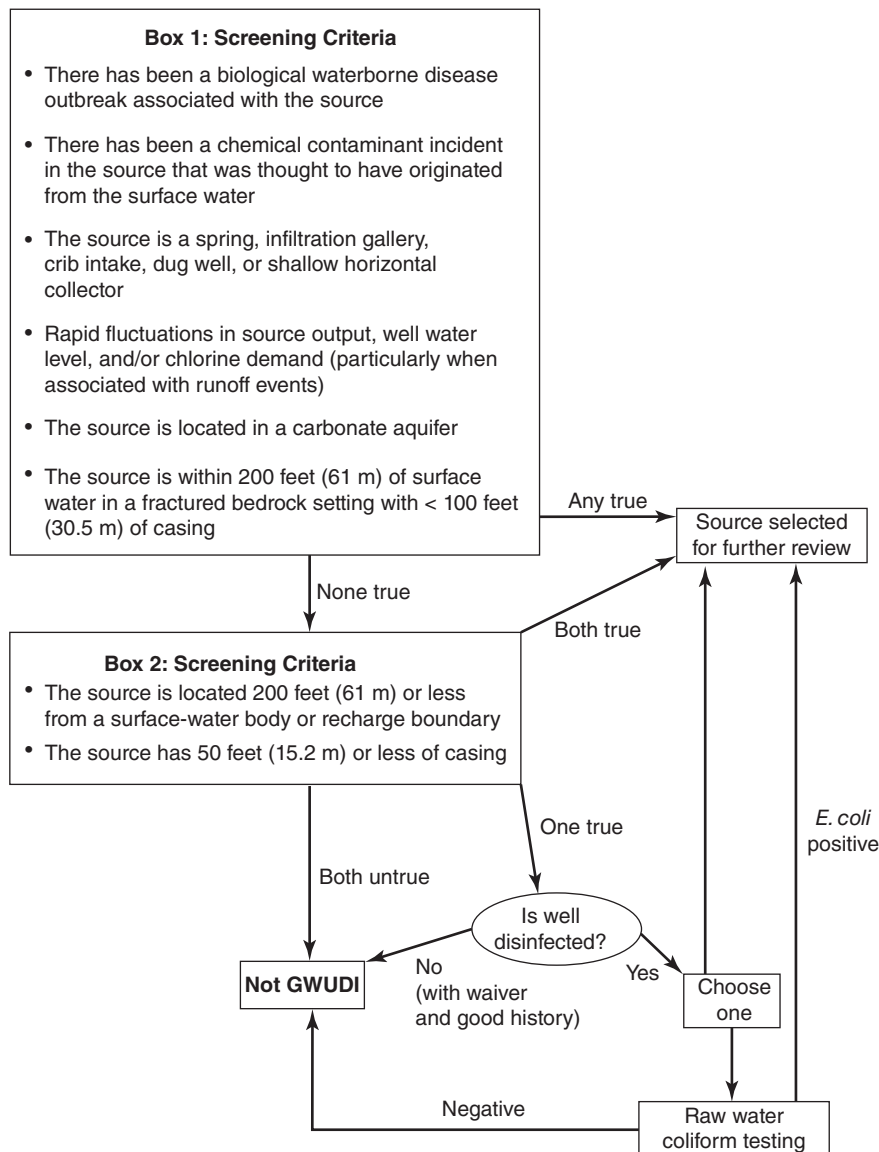 Box 1: Screening Criteria
• There has been a biological waterborne disease
outbreak associated with the source
• There has been a chemical contaminant incident
in the source that was thought to have originated
from the surface water
• The source is a spring, infiltration gallery,
crib intake, dug well, or shallow horizontal
collector
• Rapid fluctuations in source output, well water
level, and/or chlorine demand (particularly when
associated with runoff events)
• The source is located in a carbonate aquifer
• The source is within 200 feet (61 m) of surface
water in a fractured bedrock setting with < 100 feet
(30.5 m) of casing
Any true
Source selected
for further review
None true
Both true
Box 2: Screening Criteria
• The source is located 200 feet (61 m) or less
from a surface-water body or recharge boundary
• The source has 50 feet (15.2 m) or less of casing
E. coli
positive
One true
Both untrue
Is well
disinfected?
No
(with waiver
and good history)
Yes
Not GWUDI
Choose
one
Negative
Raw water
coliform testing